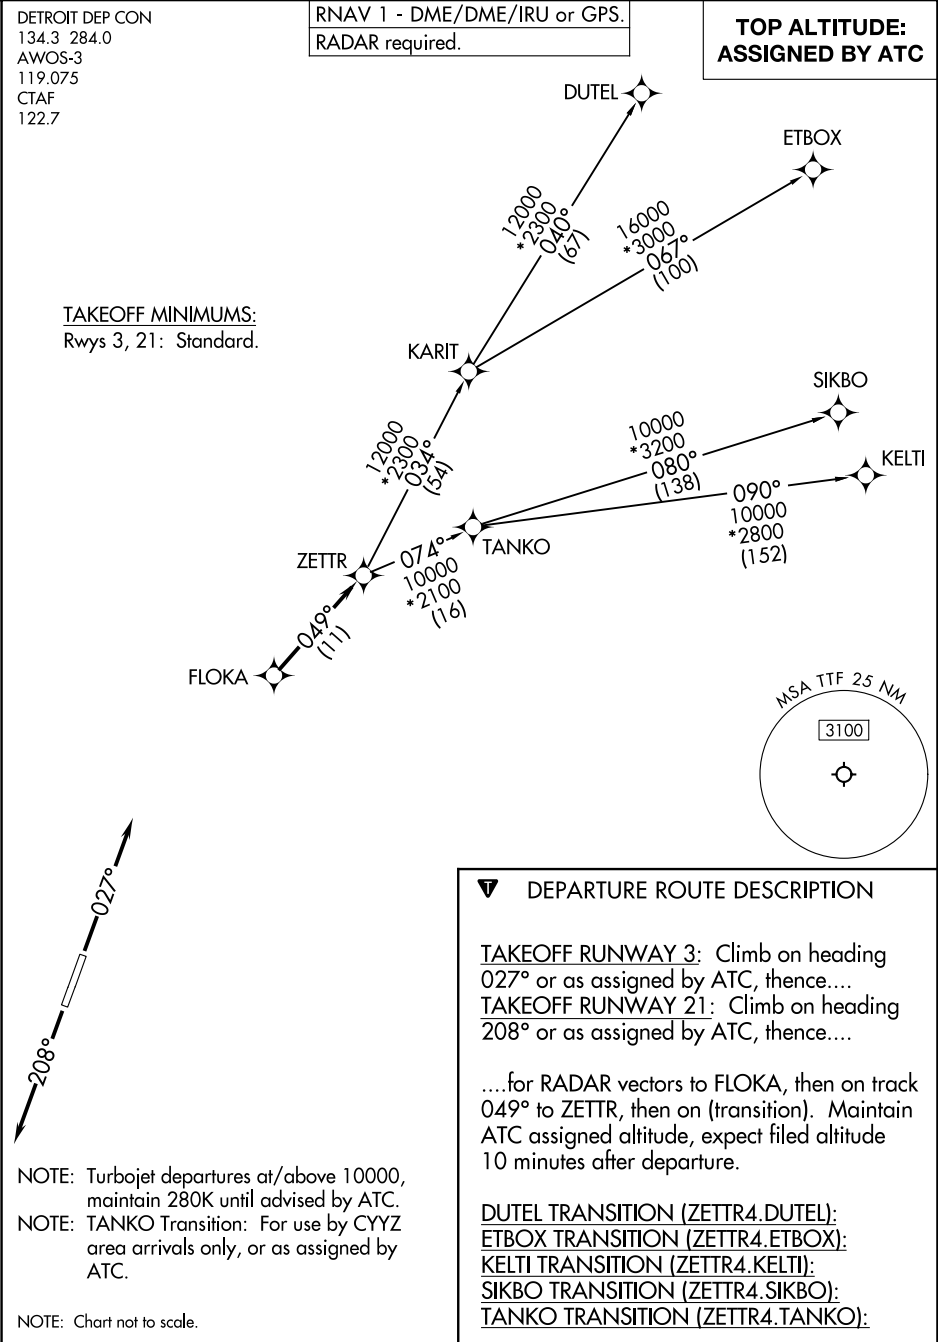 DETROIT DEP CON
134.3 284.0
AWOS-3
119.075
CTAF
122.7
RNAV 1 - DME/DME/IRU or GPS.
RADAR required.
TOP ALTITUDE:
ASSIGNED BY ATC
DUTEL
ETBOX
12000
*2300
040°
(67)
16000
*3000
067°
(100)
TAKEOFF MINIMUMS:
Rwys 3, 21: Standard.
KARIT
SIKBO
12000
*2300
034°
(54)
10000
*3200
080°
(138)
KELTI
090°
10000
*2800
(152)
ZETTR
TANKO
074°
10000
*2100
(16)
049°
(11)
FLOKA
MSA TTF 25 NM
3100
027°
208°
T DEPARTURE ROUTE DESCRIPTION
TAKEOFF RUNWAY 3: Climb on heading
027° or as assigned by ATC, thence....
TAKEOFF RUNWAY 21: Climb on heading
208° or as assigned by ATC, thence....
....for RADAR vectors to FLOKA, then on track
049° to ZETTR, then on (transition). Maintain
ATC assigned altitude, expect filed altitude
10 minutes after departure.
DUTEL TRANSITION (ZETTR4.DUTEL):
ETBOX TRANSITION (ZETTR4.ETBOX):
KELTI TRANSITION (ZETTR4.KELTI):
SIKBO TRANSITION (ZETTR4.SIKBO):
TANKO TRANSITION (ZETTR4.TANKO):
NOTE: Turbojet departures at/above 10000,
maintain 280K until advised by ATC.
NOTE: TANKO Transition: For use by CYYZ
area arrivals only, or as assigned by
ATC.
NOTE: Chart not to scale.